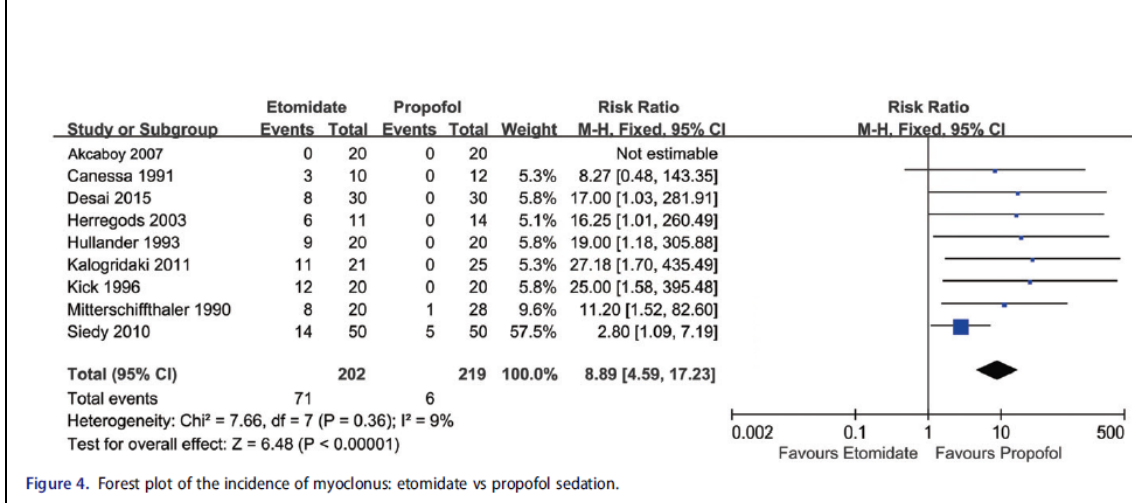 Etomidate Propofol Risk Ratio Risk Ratio
Study or Subgroup Events Total Events Total Weight M-H. Fixed. 95% CI M-H. Fixed. 95% CI
Akcaboy 2007 0 20 0 20 Not estimable
Canessa 1991 3 10 0 12 5.3% 8.27 [0.48, 143.35]
Desai 2015 8 30 0 30 5.8% 17.00 [1.03, 281.91]
Herregods 2003 6 11 0 14 5.1% 16.25 [1.01, 260.49]
Hullander 1993 9 20 0 20 5.8% 19.00 [1.18, 305.88]
Kalogridaki 2011 11 21 0 25 5.3% 27.18 [1.70, 435.49]
Kick 1996 12 20 0 20 5.8% 25.00 [1.58, 395.48]
Mitterschiffthaler 1990 8 20 1 28 9.6% 11.20 [1.52, 82.60]
Siedy 2010 14 50 5 50 57.5% 2.80 [1.09, 7.19]
Total (95% CI) 202 219 100.0% 8.89 [4.59, 17.23]
Total events 71 6
Heterogeneity: Chi² = 7.66, df = 7 (P = 0.36); I² = 9%
Test for overall effect: Z = 6.48 (P < 0.00001)
0.002 0.1 1 10 500
Favours Etomidate Favours Propofol
Figure 4. Forest plot of the incidence of myoclonus: etomidate vs propofol sedation.